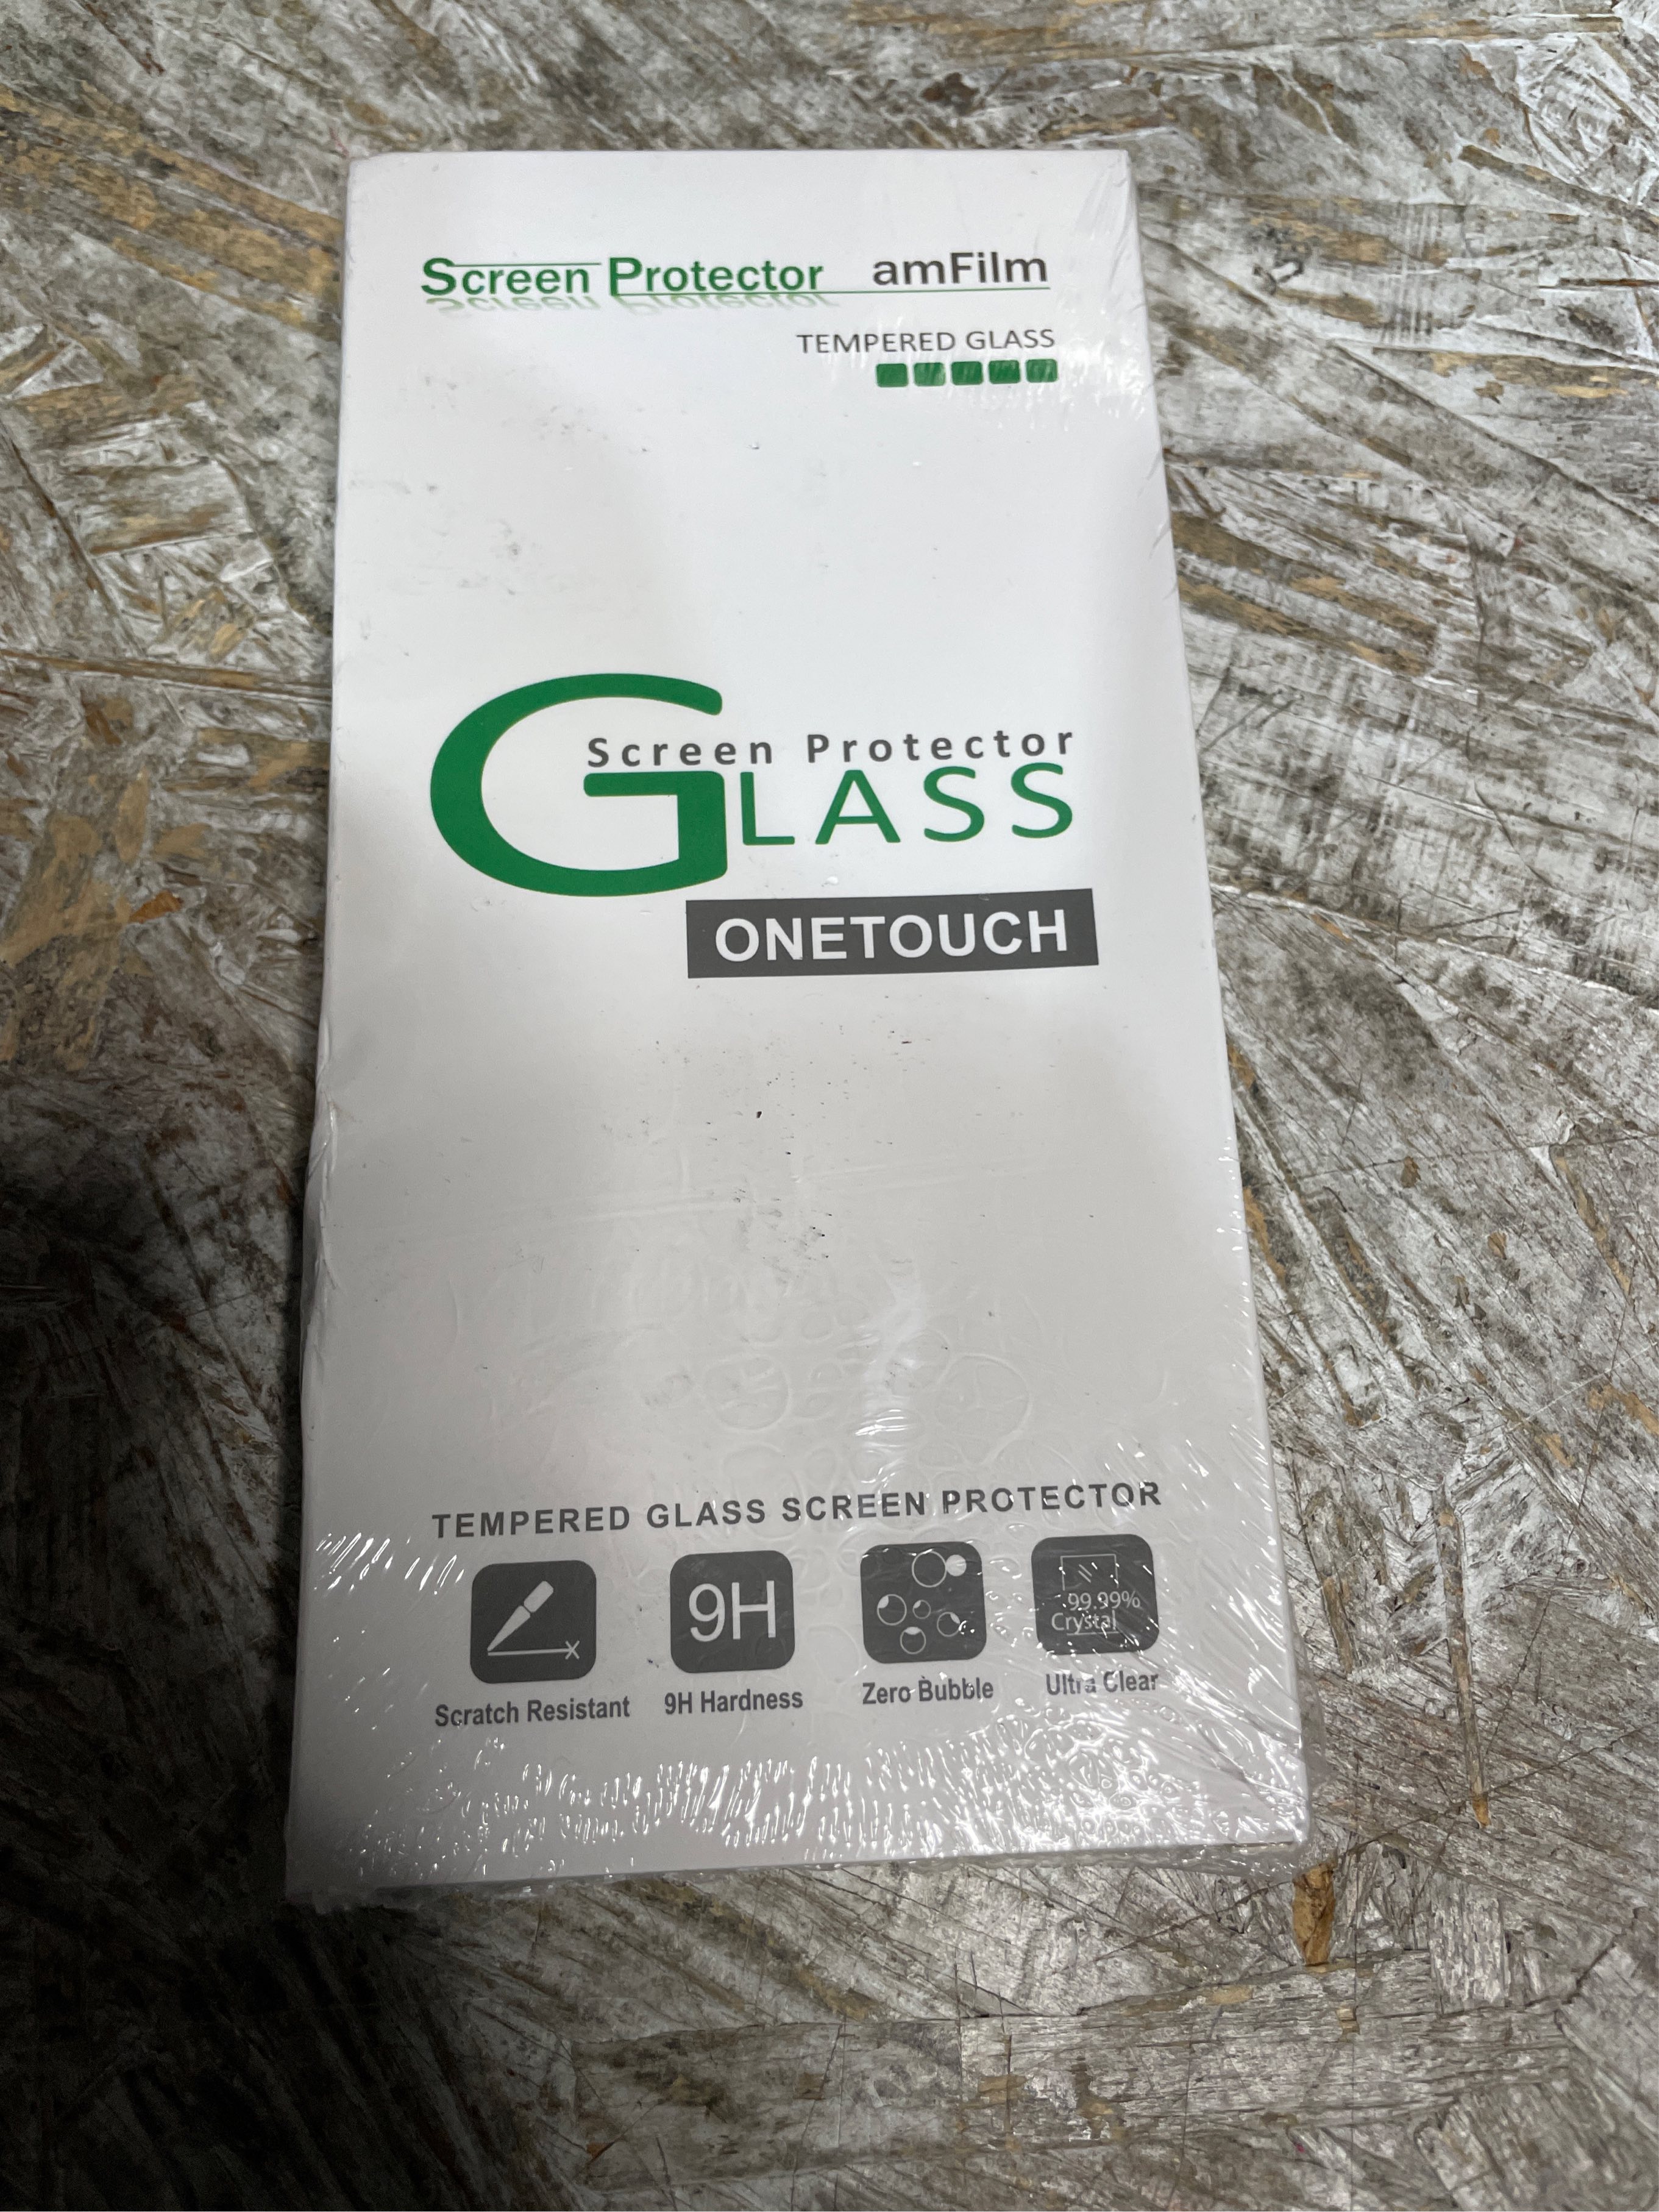 Screen Protector amFilm
TEMPERED GLASS
Screen Protector
GLASS
ONETOUCH
TEMPERED GLASS SCREEN PROTECTOR
9H
99.99%
Crystal
Scratch Resistant 9H Hardness Zero Bubble Ultra Clear